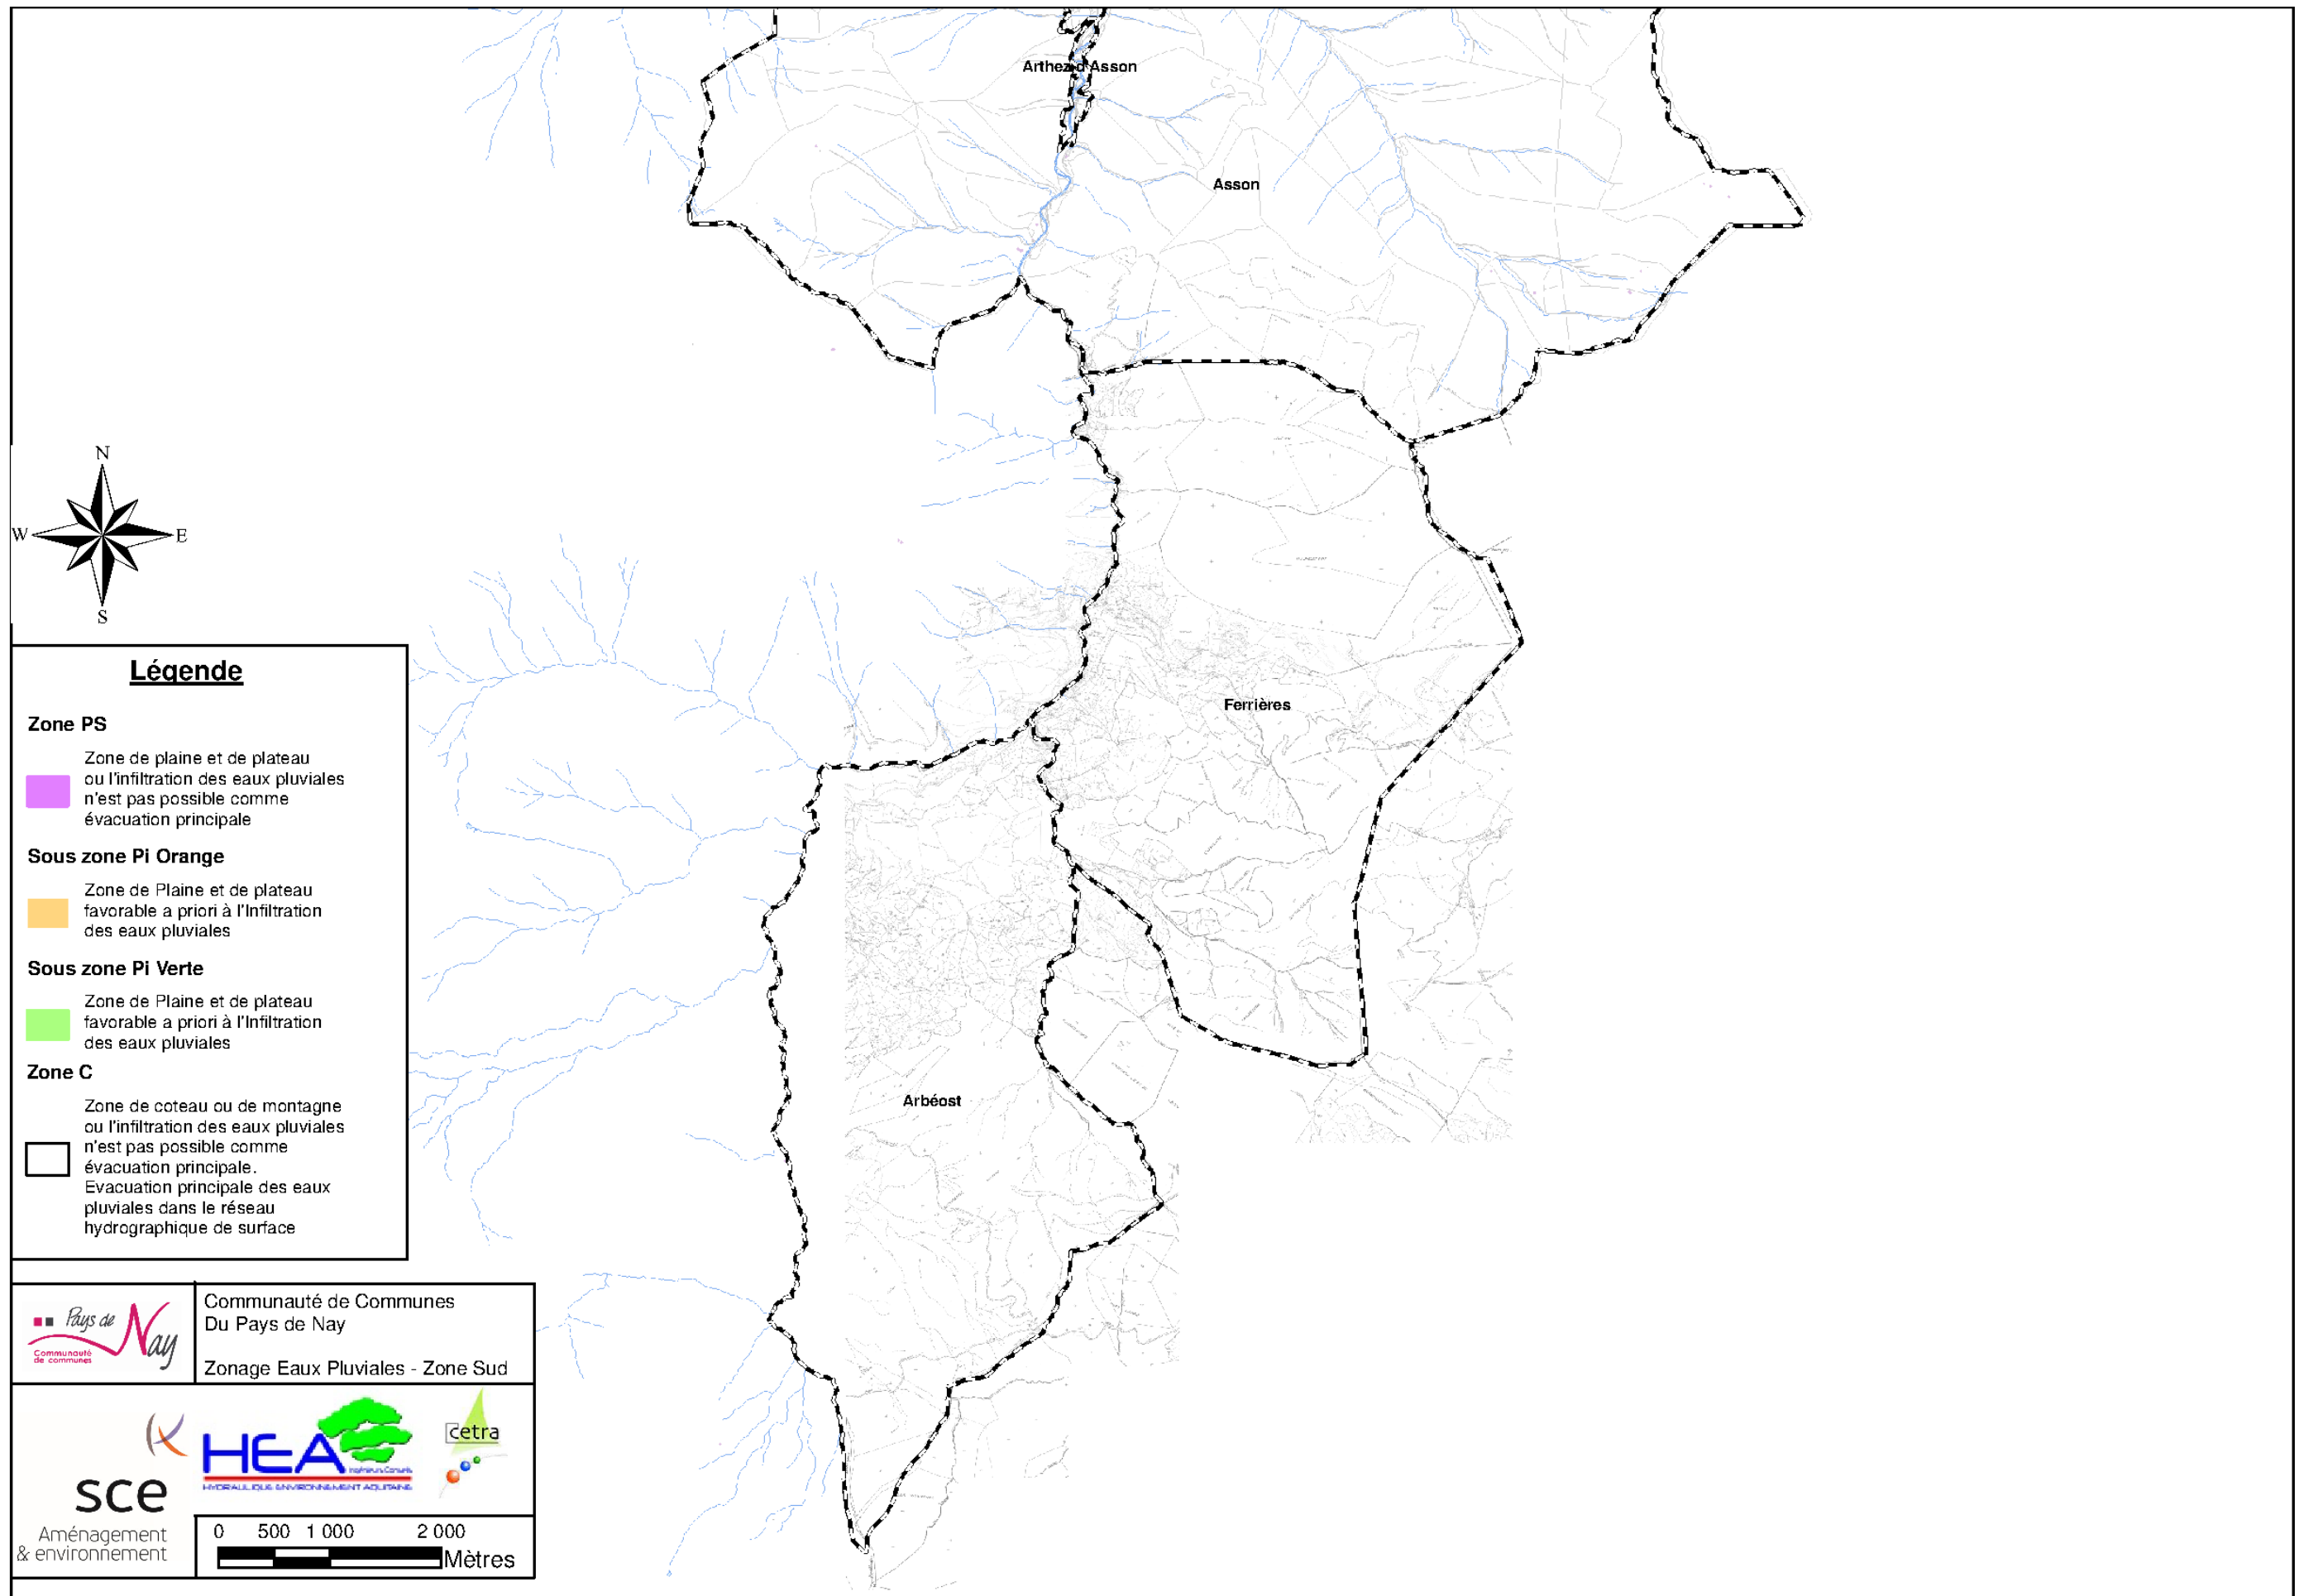 Arthez d'Asson
Asson
N
W
E
S
Ferrières
Arbéost
Légende
Zone PS
Zone de plaine et de plateau
ou l'infiltration des eaux pluviales
n'est pas possible comme
évacuation principale
Sous zone Pi Orange
Zone de Plaine et de plateau
favorable a priori à l'Infiltration
des eaux pluviales
Sous zone Pi Verte
Zone de Plaine et de plateau
favorable a priori à l'Infiltration
des eaux pluviales
Zone C
Zone de coteau ou de montagne
ou l'infiltration des eaux pluviales
n'est pas possible comme
évacuation principale.
Evacuation principale des eaux
pluviales dans le réseau
hydrographique de surface
Pays de Nay
Communauté
de communes
Communauté de Communes
Du Pays de Nay
Zonage Eaux Pluviales - Zone Sud
sce
Aménagement
& environnement
HEA
Ingénieurs Conseils
HYDRAULIQUE ENVIRONNEMENT AQUITAINE
cetra
0 500 1 000 2 000
Mètres